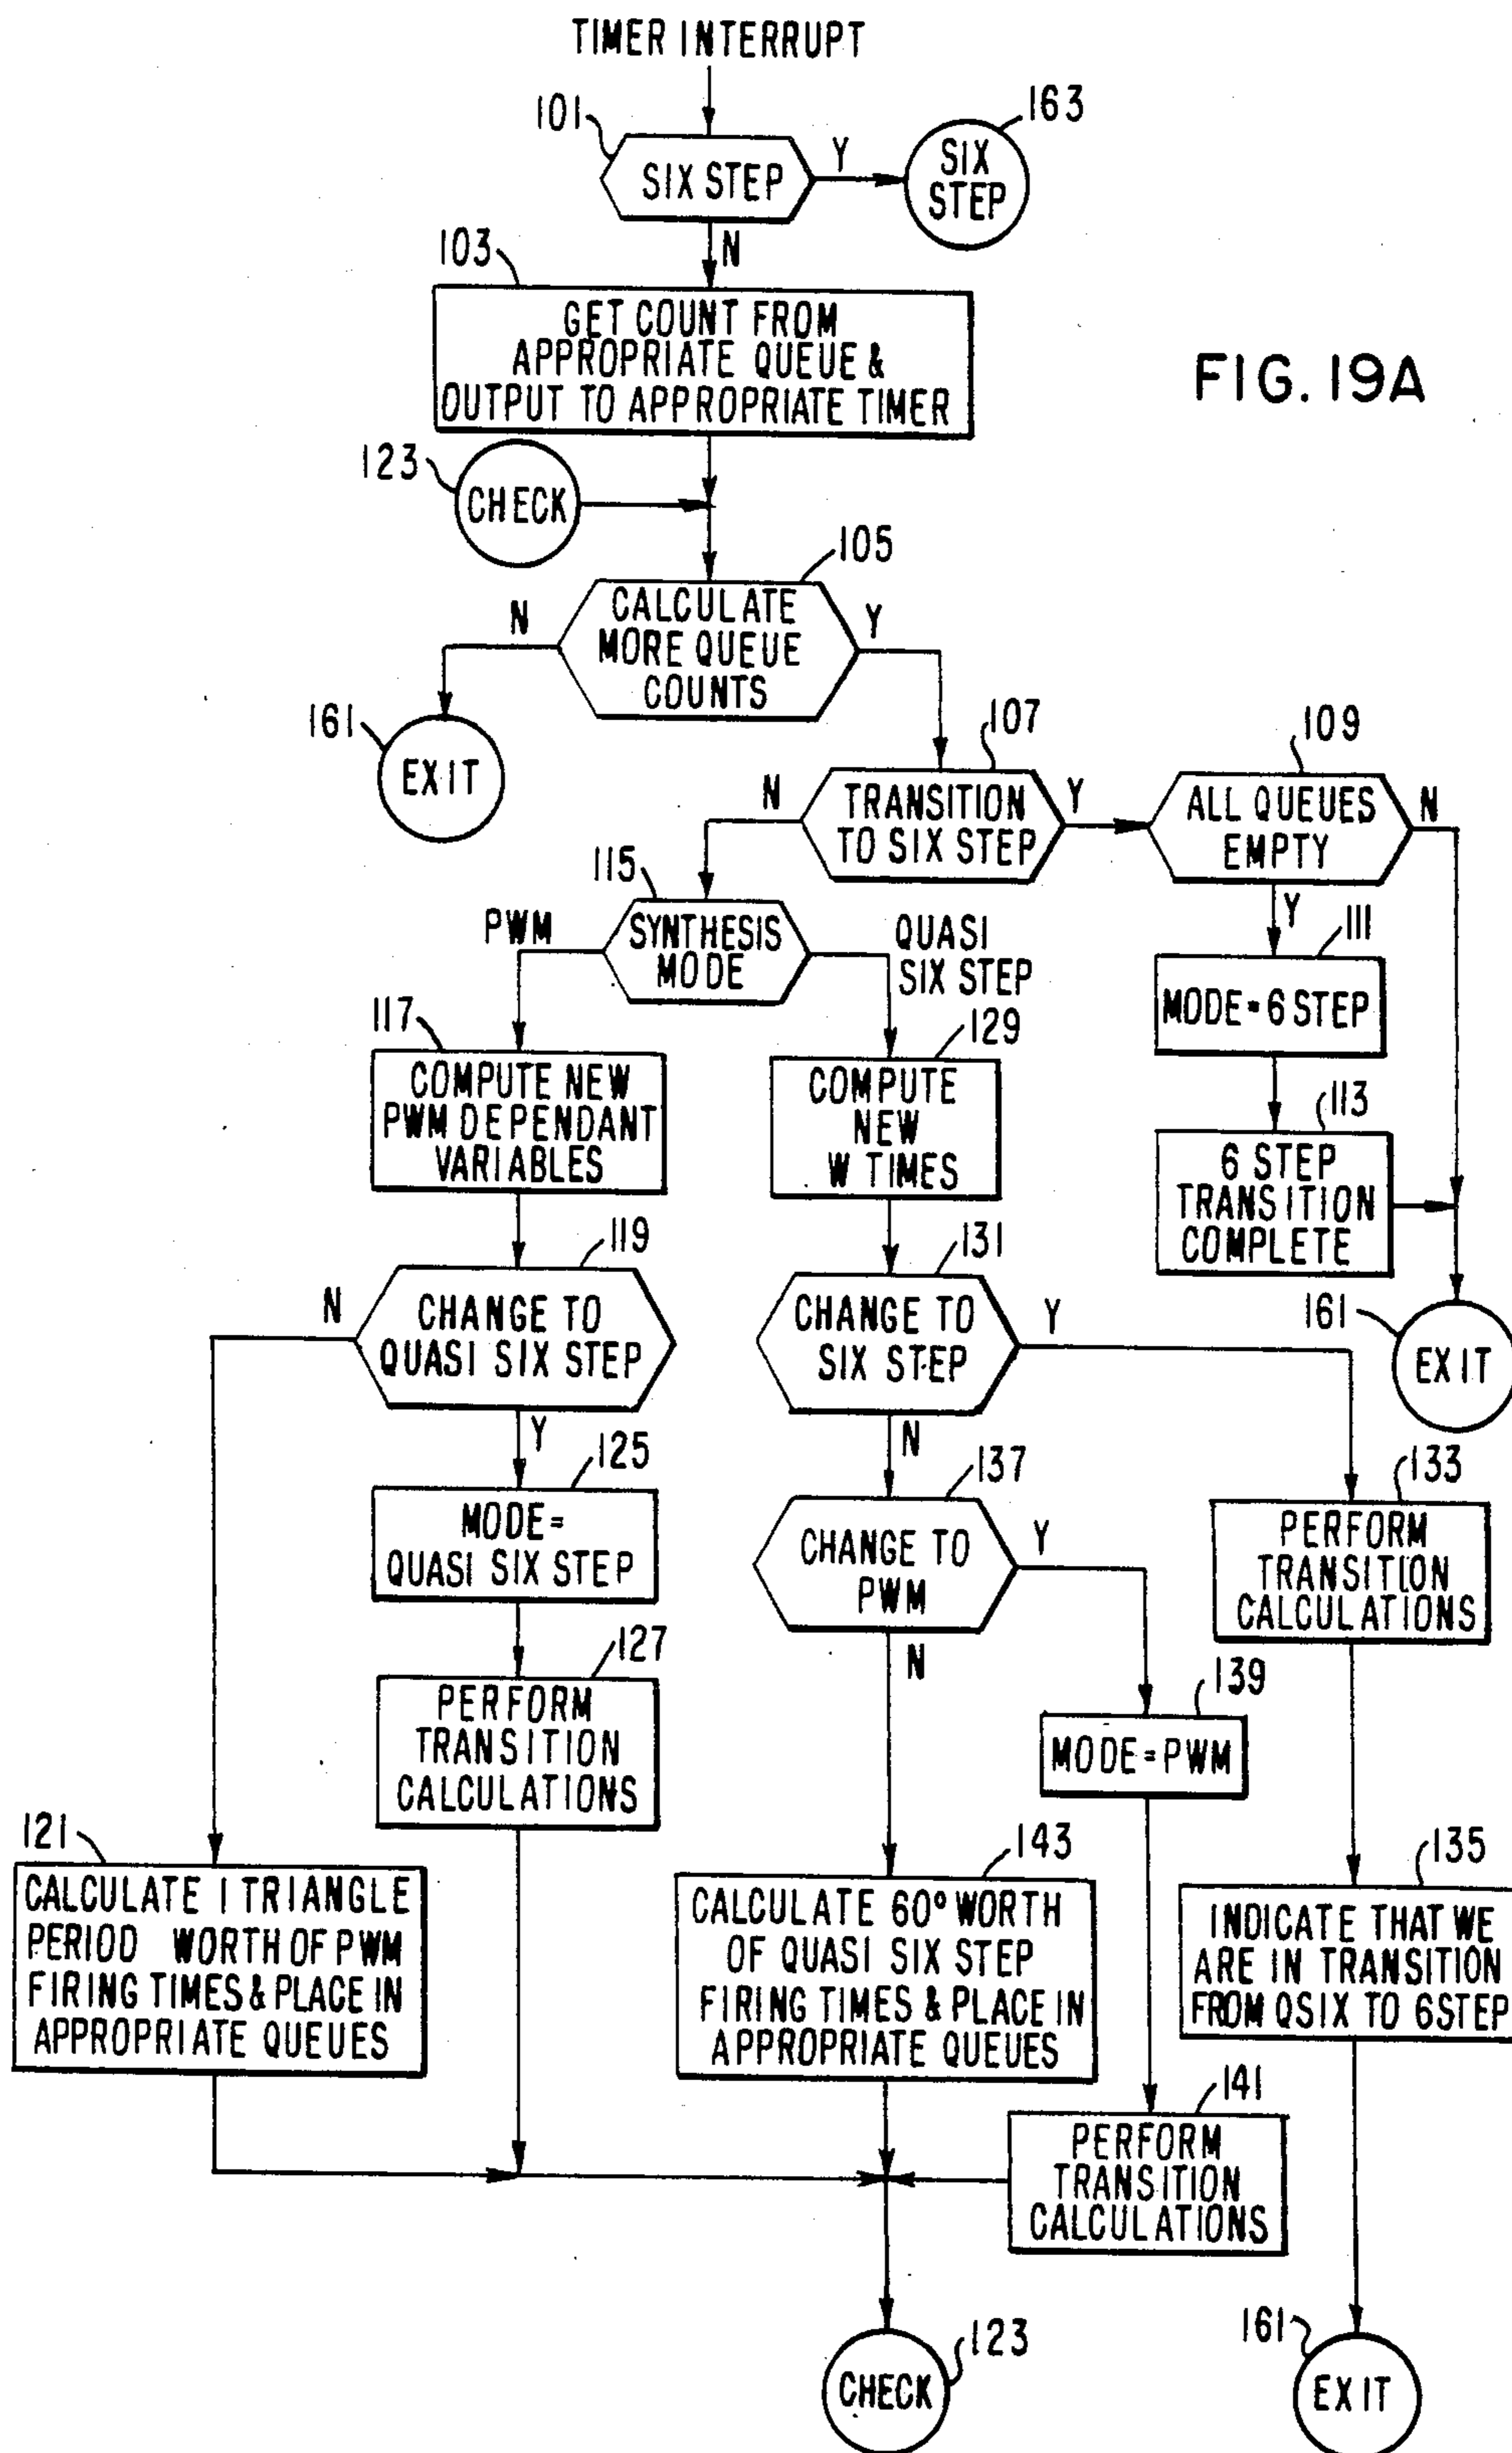 TIMER INTERRUPT
101
SIX STEP
Y
163
SIX
STEP
N
103
GET COUNT FROM
APPROPRIATE QUEUE &
OUTPUT TO APPROPRIATE TIMER
FIG. 19A
123
CHECK
105
CALCULATE
MORE QUEUE
COUNTS
N
Y
161
EXIT
107
TRANSITION
TO SIX STEP
N
Y
109
ALL QUEUES
EMPTY
N
Y
111
MODE=6 STEP
113
6 STEP
TRANSITION
COMPLETE
161
EXIT
115
SYNTHESIS
MODE
PWM
QUASI
SIX STEP
117
COMPUTE NEW
PWM DEPENDANT
VARIABLES
129
COMPUTE
NEW
W TIMES
119
CHANGE TO
QUASI SIX STEP
N
Y
131
CHANGE TO
SIX STEP
Y
N
125
MODE=
QUASI SIX STEP
137
CHANGE TO
PWM
Y
N
133
PERFORM
TRANSITION
CALCULATIONS
127
PERFORM
TRANSITION
CALCULATIONS
139
MODE=PWM
121
CALCULATE 1 TRIANGLE
PERIOD WORTH OF PWM
FIRING TIMES & PLACE IN
APPROPRIATE QUEUES
143
CALCULATE 60° WORTH
OF QUASI SIX STEP
FIRING TIMES & PLACE IN
APPROPRIATE QUEUES
135
INDICATE THAT WE
ARE IN TRANSITION
FROM QSIX TO 6STEP
141
PERFORM
TRANSITION
CALCULATIONS
123
CHECK
161
EXIT